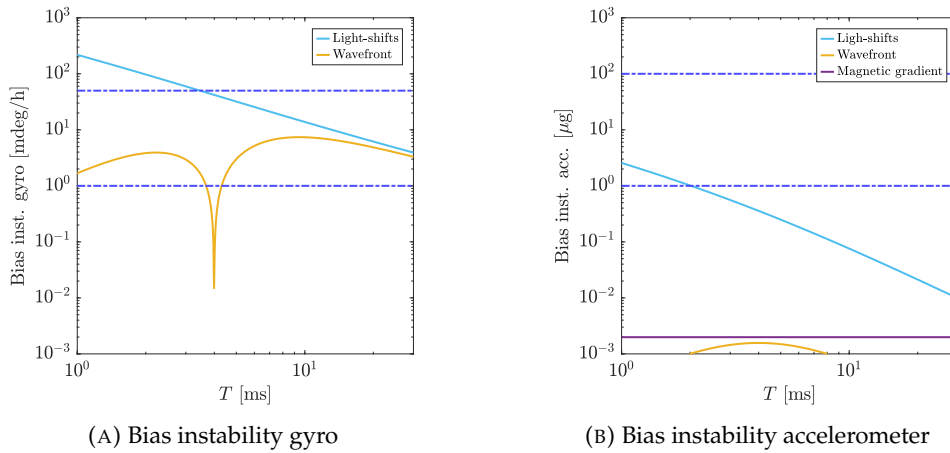 10^3
10^2
10^1
10^0
10^-1
10^-2
10^-3
Bias inst. gyro [mdeg/h]
Light-shifts
Wavefront
10^0
10^1
T [ms]
(A) Bias instability gyro
10^3
10^2
10^1
10^0
10^-1
10^-2
10^-3
Bias inst. acc. [μg]
Ligh-shifts
Wavefront
Magnetic gradient
10^0
10^1
T [ms]
(B) Bias instability accelerometer